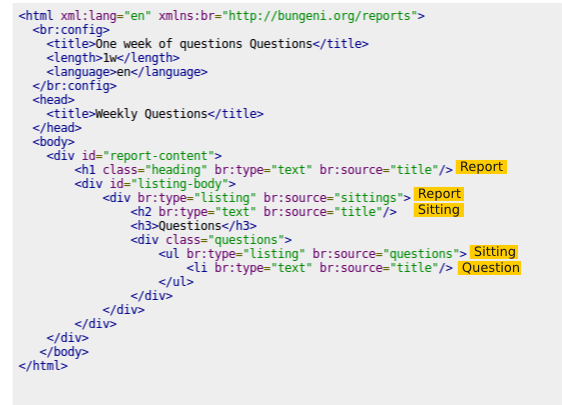 <html xml:lang="en" xmlns:br="http://bungeni.org/reports">
<br:config>
<title>One week of questions Questions</title>
<length>1w</length>
<language>en</language>
</br:config>
<head>
<title>Weekly Questions</title>
</head>
<body>
<div id="report-content">
<h1 class="heading" br:type="text" br:source="title"/> Report
<div id="listing-body">
<div br:type="listing" br:source="sittings"> Report
<h2 br:type="text" br:source="title"/> Sitting
<h3>Questions</h3>
<div class="questions">
<ul br:type="listing" br:source="questions"> Sitting
<li br:type="text" br:source="title"/> Question
</ul>
</div>
</div>
</div>
</div>
</body>
</html>